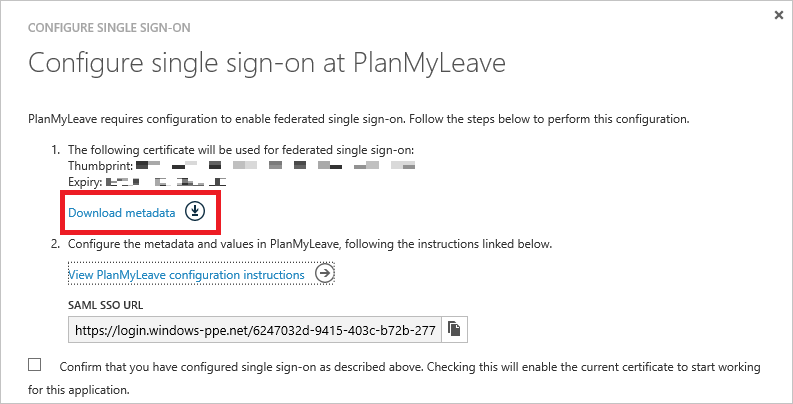 CONFIGURE SINGLE SIGN-ON
Configure single sign-on at PlanMyLeave
PlanMyLeave requires configuration to enable federated single sign-on. Follow the steps below to perform this configuration.
1. The following certificate will be used for federated single sign-on:
Thumbprint:
Expiry:
Download metadata
2. Configure the metadata and values in PlanMyLeave, following the instructions linked below.
View PlanMyLeave configuration instructions
SAML SSO URL
https://login.windows-ppe.net/6247032d-9415-403c-b72b-277
Confirm that you have configured single sign-on as described above. Checking this will enable the current certificate to start working
for this application.